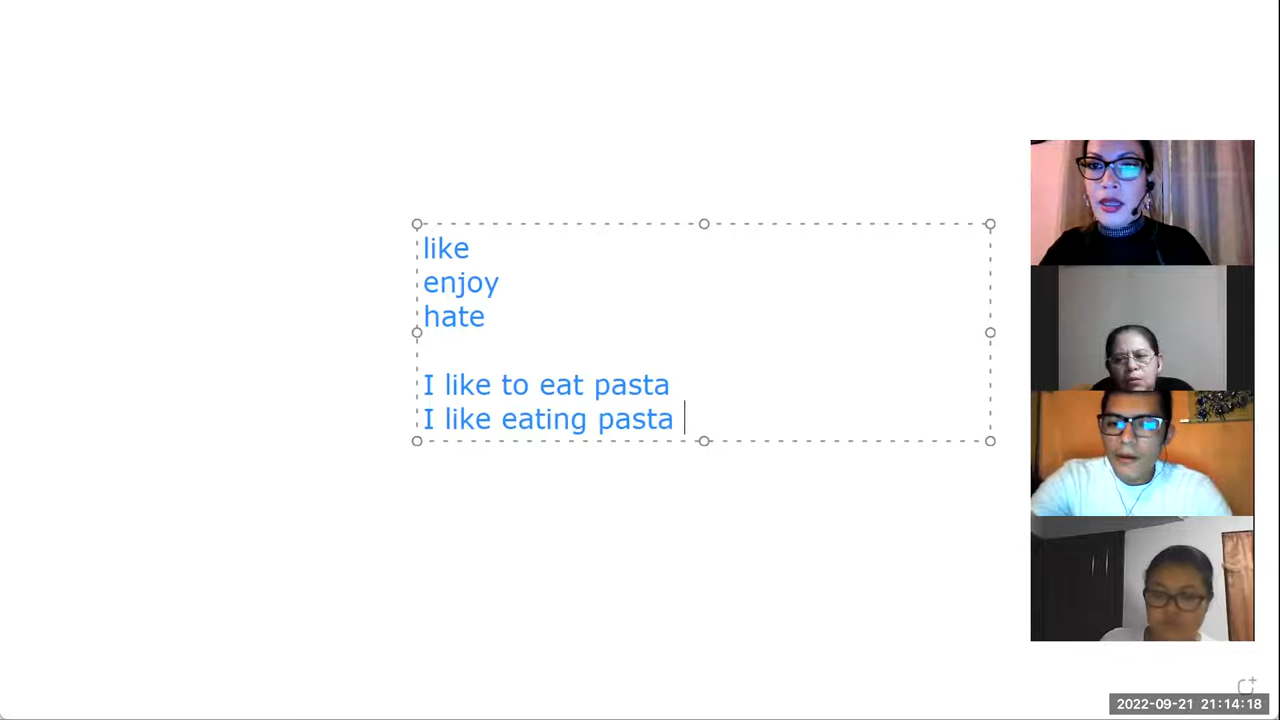 like
enjoy
hate
I like to eat pasta
I like eating pasta
2022-09-21 21:14:18